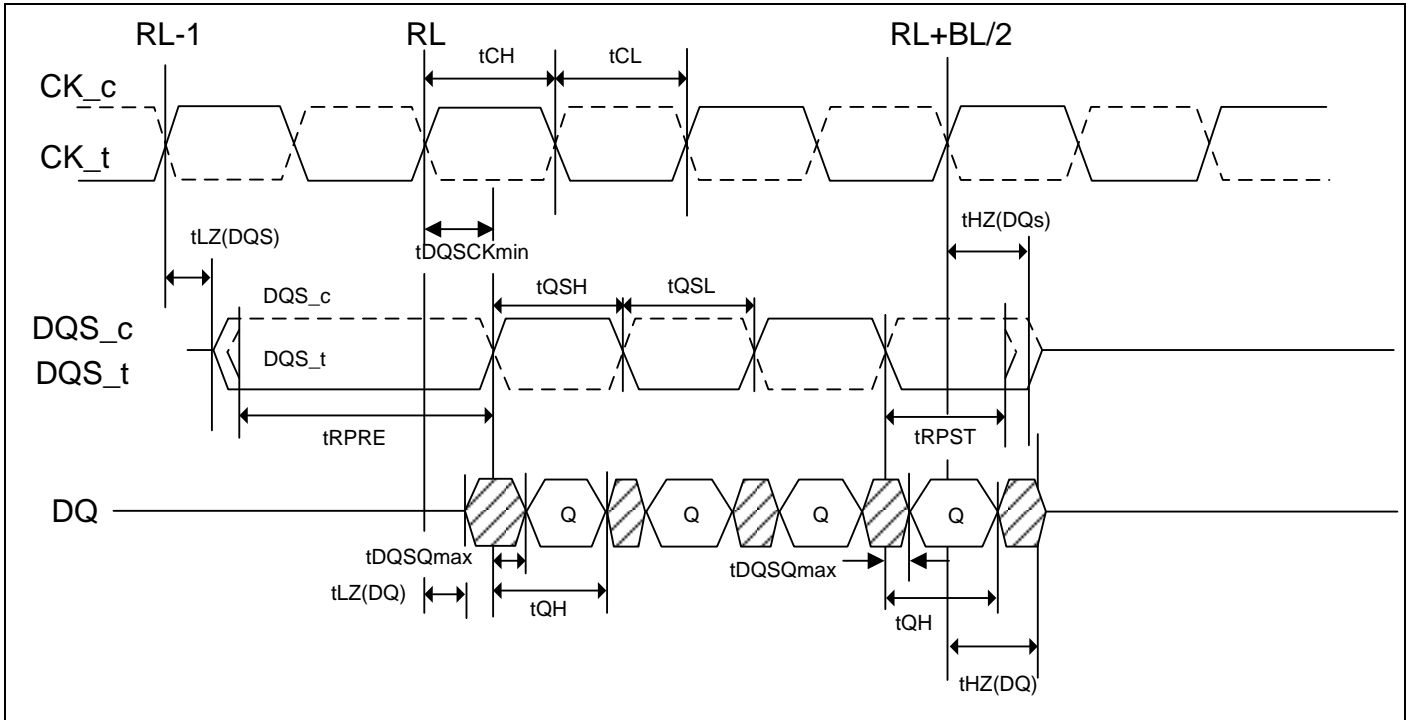 RL-1
RL
RL+BL/2
tCH
tCL
CK_c
CK_t
tLZ(DQS)
tDQSCKmin
tHZ(DQs)
DQS_c
tQSH
tQSL
DQS_c
DQS_t
DQS_t
tRPRE
tRPST
DQ
Q
Q
Q
Q
tDQSQmax
tDQSQmax
tLZ(DQ)
tQH
tQH
tHZ(DQ)